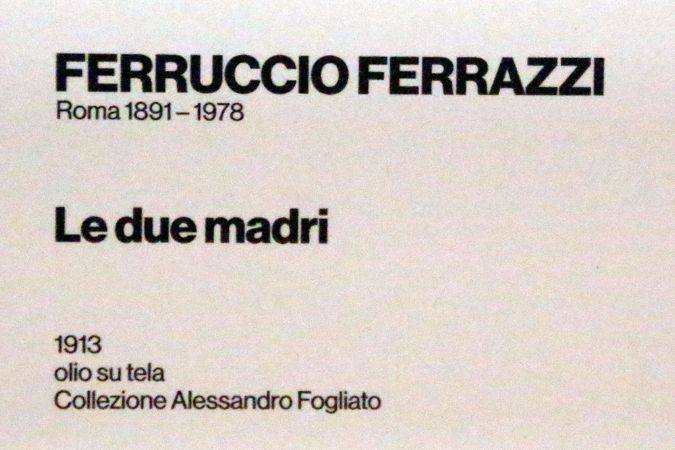 FERRUCCIO FERRAZZI
Roma 1891 – 1978
Le due madri
1913
olio su tela
Collezione Alessandro Fogliato